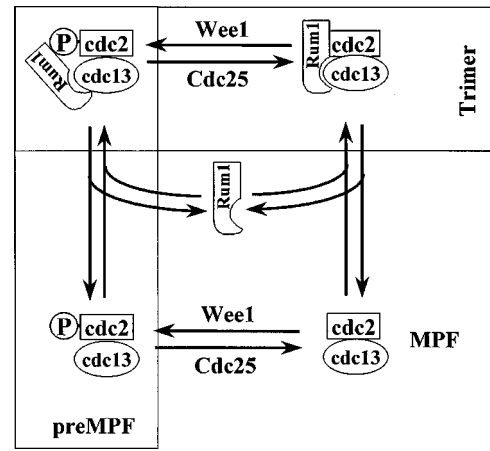 Wee1
P cdc2
Rum1
cdc13
Cdc25
Rum1
cdc2
cdc13
Trimer
Rum1
P cdc2
cdc13
Wee1
Cdc25
cdc2
cdc13
MPF
preMPF